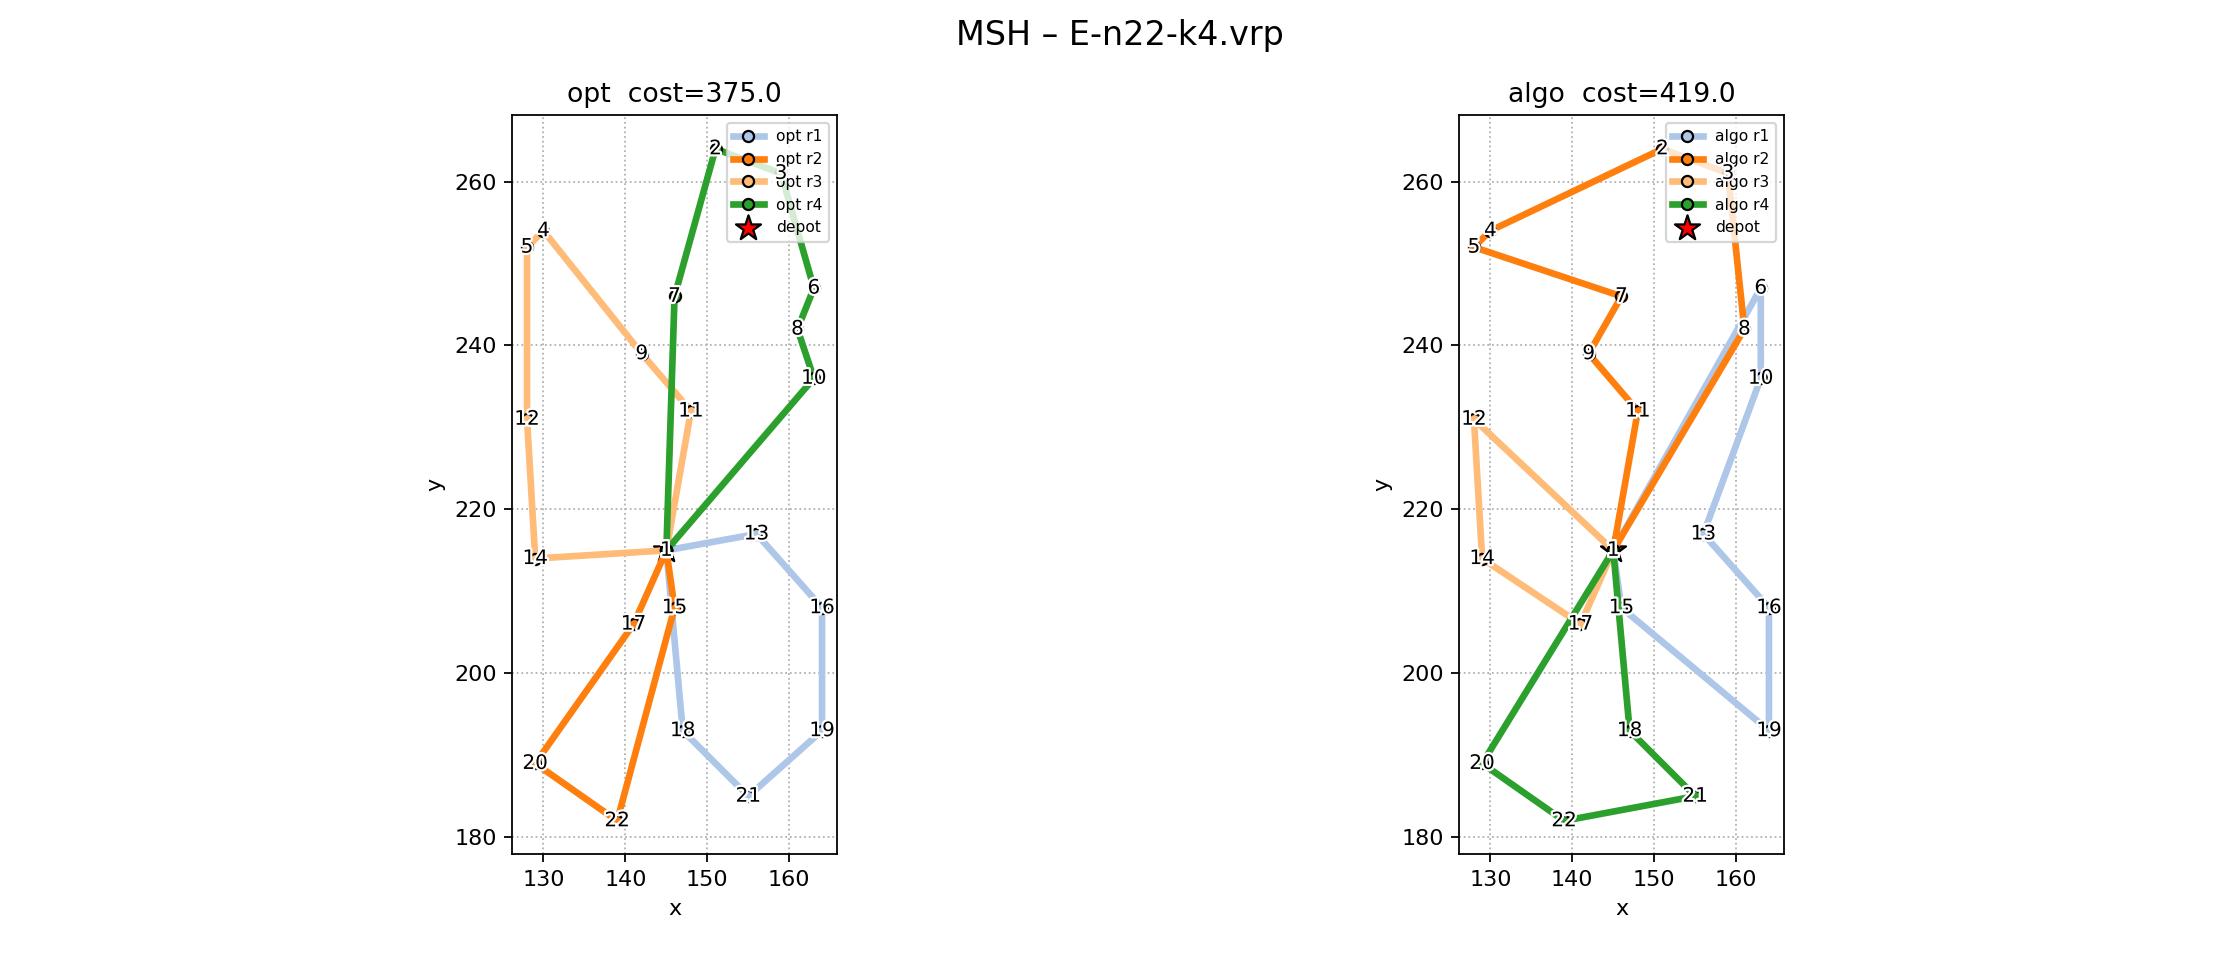 MSH – E-n22-k4.vrp
opt  cost=375.0
opt r1
opt r2
opt r3
opt r4
depot
260
240
220
200
180
y
130 140 150 160
x
2
3
4
5
6
7
8
9
10
11
12
13
14
1
15
16
17
18
19
20
21
22
algo  cost=419.0
algo r1
algo r2
algo r3
algo r4
depot
260
240
220
200
180
y
130 140 150 160
x
2
3
4
5
6
7
8
9
10
11
12
13
14
1
15
16
17
18
19
20
21
22